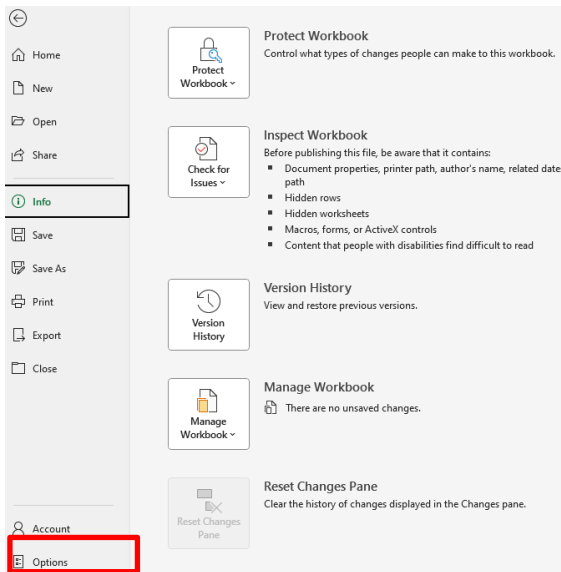 Home
New
Open
Share
Info
Save
Save As
Print
Export
Close
Account
Options
Protect
Workbook
Protect Workbook
Control what types of changes people can make to this workbook.
Check for
Issues
Inspect Workbook
Before publishing this file, be aware that it contains:
Document properties, printer path, author's name, related date
path
Hidden rows
Hidden worksheets
Macros, forms, or ActiveX controls
Content that people with disabilities find difficult to read
Version
History
Version History
View and restore previous versions.
Manage
Workbook
Manage Workbook
There are no unsaved changes.
Reset Changes
Pane
Reset Changes Pane
Clear the history of changes displayed in the Changes pane.